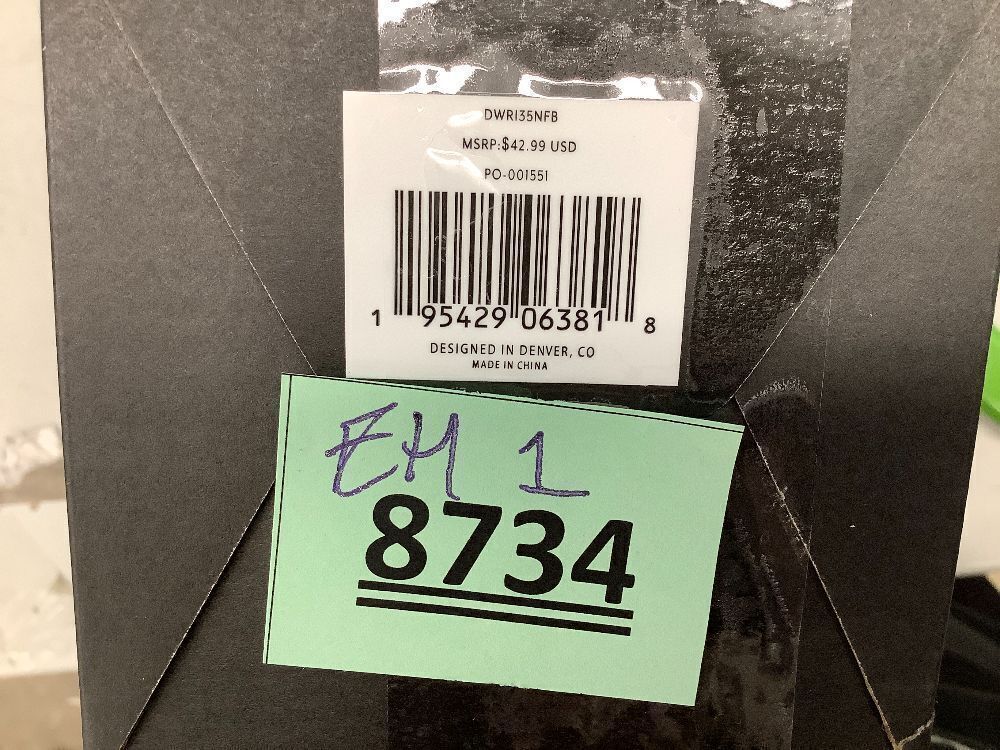 DWR135NFB
MSRP:$42.99 USD
PO-001551
1 95429 06381 8
DESIGNED IN DENVER, CO
MADE IN CHINA
EH 1
8734